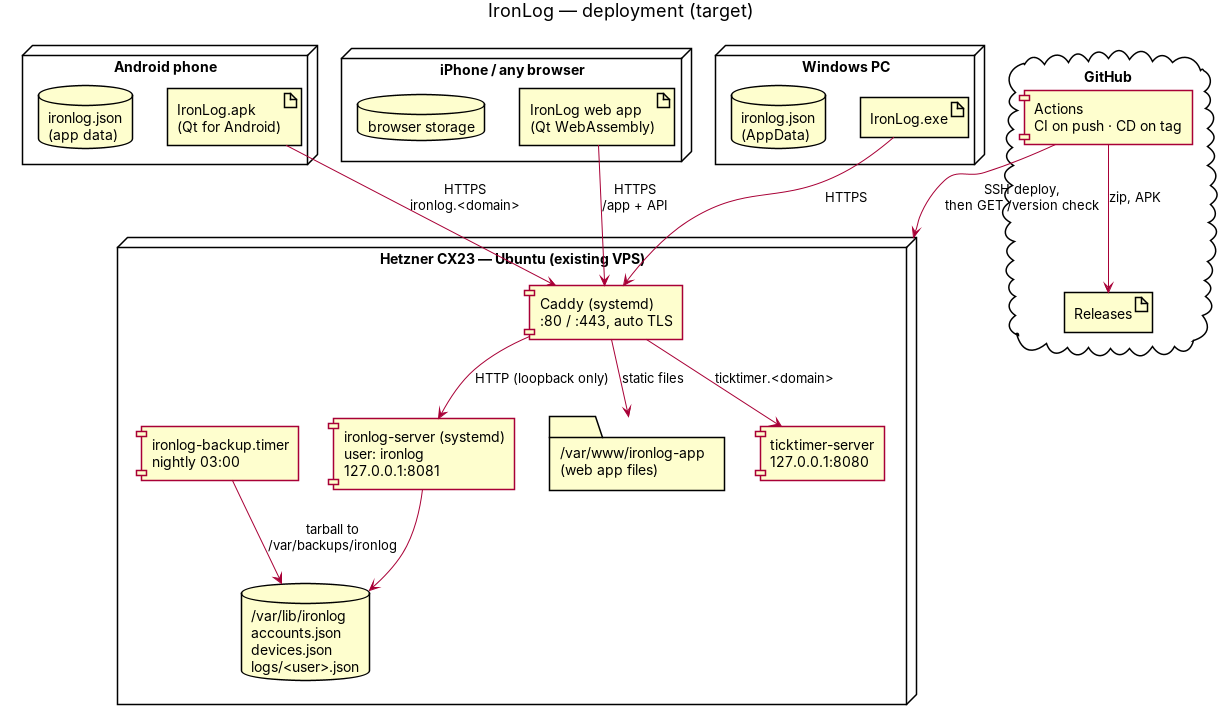 IronLog — deployment (target)
Android phone
ironlog.json
(app data)
IronLog.apk
(Qt for Android)
iPhone / any browser
browser storage
IronLog web app
(Qt WebAssembly)
Windows PC
ironlog.json
(AppData)
IronLog.exe
GitHub
Actions
CI on push · CD on tag
HTTPS
ironlog.<domain>
HTTPS
/app + API
HTTPS
SSH deploy,
then GET /version check
zip, APK
Releases
Hetzner CX23 — Ubuntu (existing VPS)
Caddy (systemd)
:80 / :443, auto TLS
HTTP (loopback only)
static files
ticktimer.<domain>
ironlog-backup.timer
nightly 03:00
ironlog-server (systemd)
user: ironlog
127.0.0.1:8081
/var/www/ironlog-app
(web app files)
ticktimer-server
127.0.0.1:8080
tarball to
/var/backups/ironlog
/var/lib/ironlog
accounts.json
devices.json
logs/<user>.json